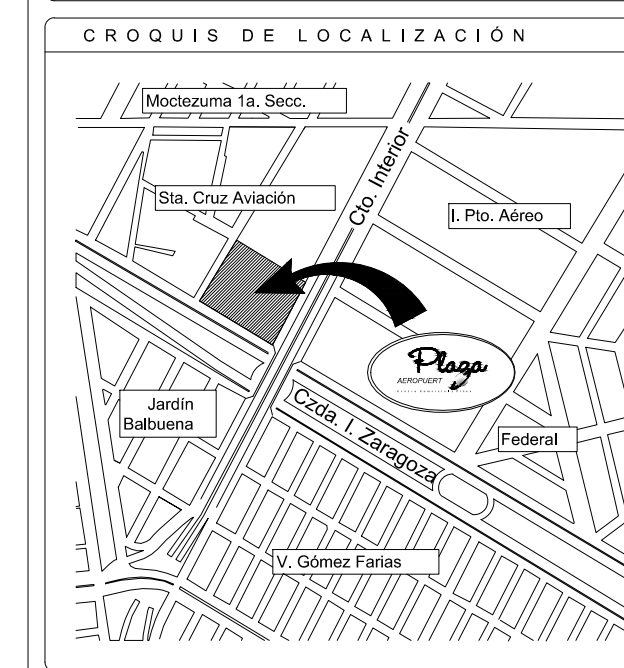 CROQUIS DE LOCALIZACIÓN
Moctezuma 1a. Secc.
Cto. Interior
Sta. Cruz Aviación
I. Pto. Aéreo
Plaza
AEROPUERT
Jardín
Balbuena
Czda. I. Zaragoza
Federal
V. Gómez Farias